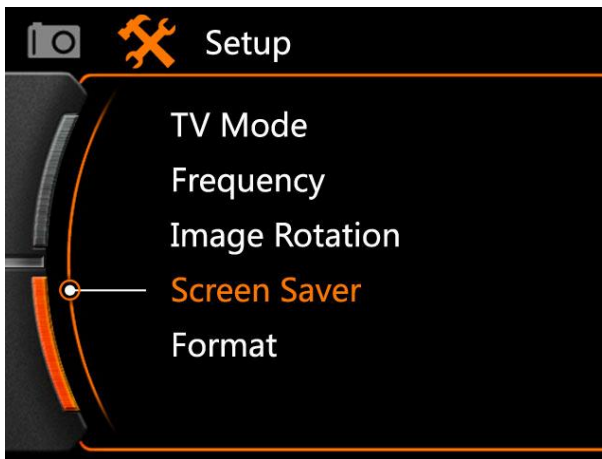 Setup
TV Mode
Frequency
Image Rotation
Screen Saver
Format